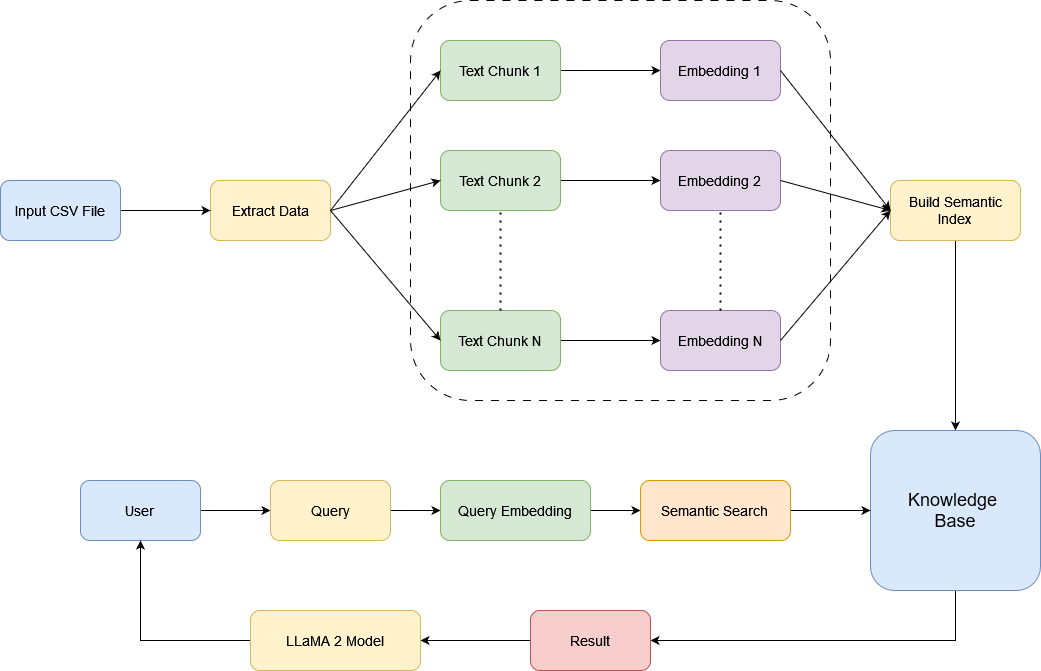 Text Chunk 1
Embedding 1
Input CSV File
Extract Data
Text Chunk 2
Embedding 2
Build Semantic
Index
Text Chunk N
Embedding N
User
Query
Query Embedding
Semantic Search
Knowledge
Base
LLaMA 2 Model
Result